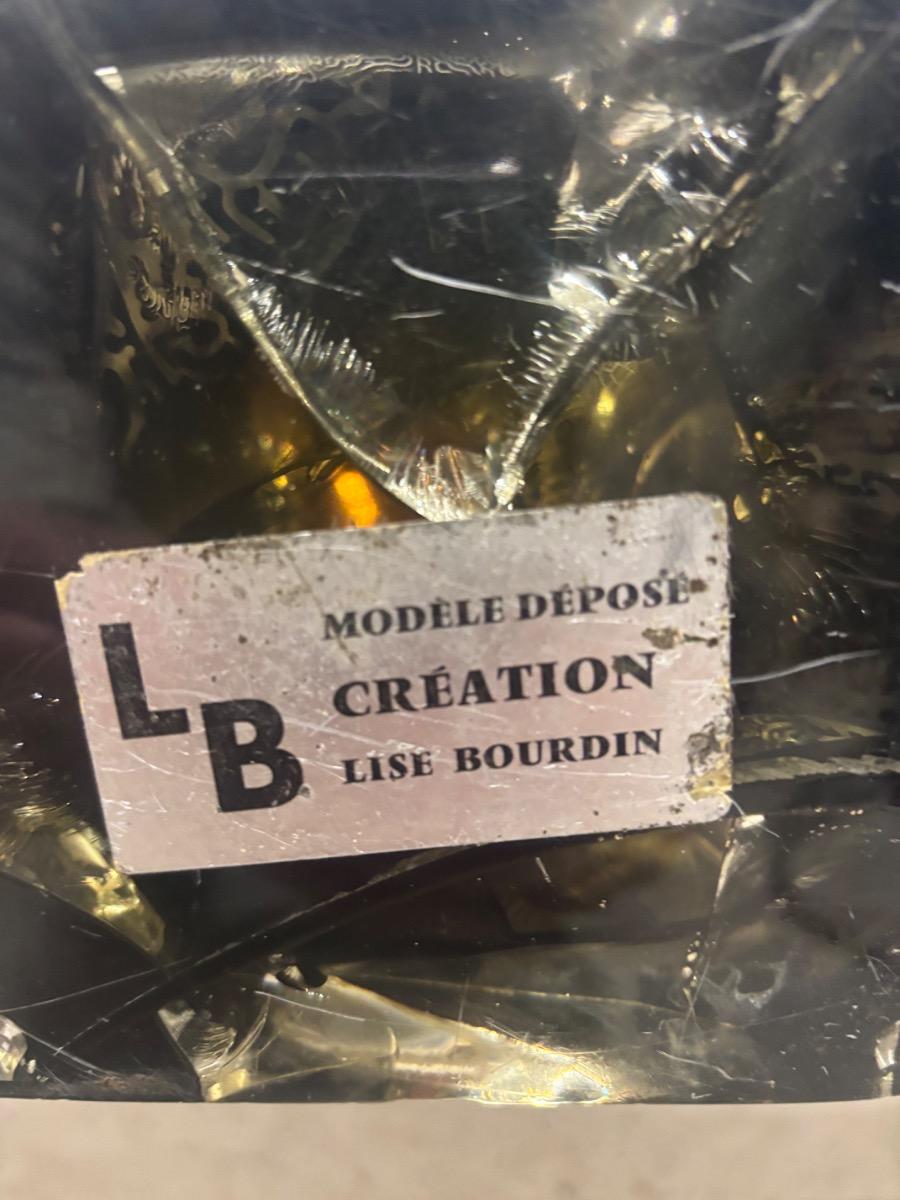 LB
MODÈLE DÉPOSÉ
CRÉATION
LISE BOURDIN